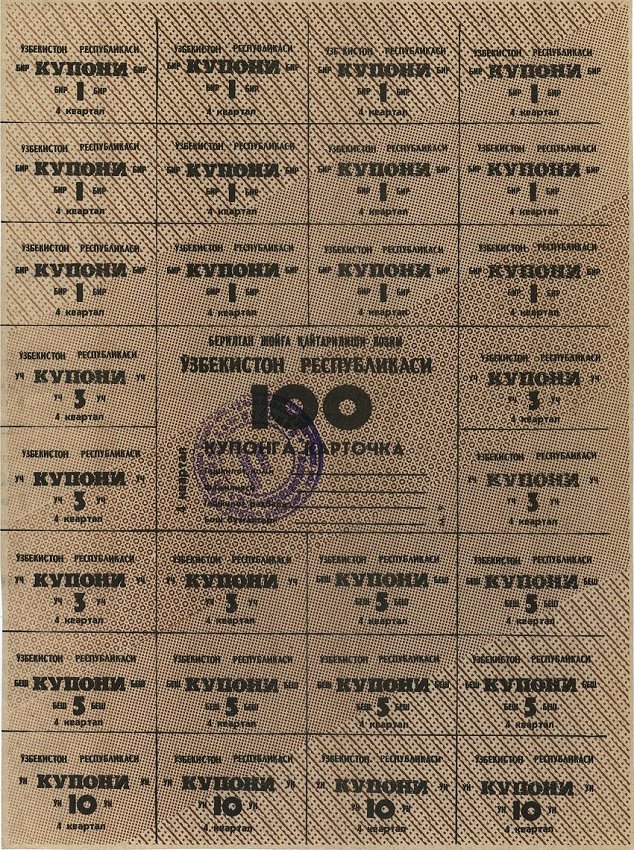 ЎЗБЕКИСТОН РЕСПУБЛИКАСИ
БИР КУПОНИ БИР
БИР 1 БИР
4 квартал
ЎЗБЕКИСТОН РЕСПУБЛИКАСИ
БИР КУПОНИ БИР
БИР 1 БИР
4 квартал
ЎЗБЕКИСТОН РЕСПУБЛИКАСИ
БИР КУПОНИ БИР
БИР 1 БИР
4 квартал
ЎЗБЕКИСТОН РЕСПУБЛИКАСИ
БИР КУПОНИ БИР
БИР 1 БИР
4 квартал
ЎЗБЕКИСТОН РЕСПУБЛИКАСИ
БИР КУПОНИ БИР
БИР 1 БИР
4 квартал
ЎЗБЕКИСТОН РЕСПУБЛИКАСИ
БИР КУПОНИ БИР
БИР 1 БИР
4 квартал
ЎЗБЕКИСТОН РЕСПУБЛИКАСИ
БИР КУПОНИ БИР
БИР 1 БИР
4 квартал
ЎЗБЕКИСТОН РЕСПУБЛИКАСИ
БИР КУПОНИ БИР
БИР 1 БИР
4 квартал
ЎЗБЕКИСТОН РЕСПУБЛИКАСИ
БИР КУПОНИ БИР
БИР 1 БИР
4 квартал
ЎЗБЕКИСТОН РЕСПУБЛИКАСИ
БИР КУПОНИ БИР
БИР 1 БИР
4 квартал
ЎЗБЕКИСТОН РЕСПУБЛИКАСИ
БИР КУПОНИ БИР
БИР 1 БИР
4 квартал
ЎЗБЕКИСТОН РЕСПУБЛИКАСИ
БИР КУПОНИ БИР
БИР 1 БИР
4 квартал
ЎЗБЕКИСТОН РЕСПУБЛИКАСИ
УЧ КУПОНИ УЧ
УЧ 3 УЧ
4 квартал
БЕРИЛГАН ЖОЙГА ҚАЙТАРИЛИШИ ЛОЗИМ
ЎЗБЕКИСТОН РЕСПУБЛИКАСИ
100
КУПОНГА КАРТОЧКА
4 квартал
Бош бухгалтер
ЎЗБЕКИСТОН РЕСПУБЛИКАСИ
УЧ КУПОНИ УЧ
УЧ 3 УЧ
4 квартал
ЎЗБЕКИСТОН РЕСПУБЛИКАСИ
УЧ КУПОНИ УЧ
УЧ 3 УЧ
4 квартал
ЎЗБЕКИСТОН РЕСПУБЛИКАСИ
УЧ КУПОНИ УЧ
УЧ 3 УЧ
4 квартал
ЎЗБЕКИСТОН РЕСПУБЛИКАСИ
УЧ КУПОНИ УЧ
УЧ 3 УЧ
4 квартал
ЎЗБЕКИСТОН РЕСПУБЛИКАСИ
УЧ КУПОНИ УЧ
УЧ 3 УЧ
4 квартал
ЎЗБЕКИСТОН РЕСПУБЛИКАСИ
БЕШ КУПОНИ БЕШ
БЕШ 5 БЕШ
4 квартал
ЎЗБЕКИСТОН РЕСПУБЛИКАСИ
БЕШ КУПОНИ БЕШ
БЕШ 5 БЕШ
4 квартал
ЎЗБЕКИСТОН РЕСПУБЛИКАСИ
БЕШ КУПОНИ БЕШ
БЕШ 5 БЕШ
4 квартал
ЎЗБЕКИСТОН РЕСПУБЛИКАСИ
БЕШ КУПОНИ БЕШ
БЕШ 5 БЕШ
4 квартал
ЎЗБЕКИСТОН РЕСПУБЛИКАСИ
БЕШ КУПОНИ БЕШ
БЕШ 5 БЕШ
4 квартал
ЎЗБЕКИСТОН РЕСПУБЛИКАСИ
БЕШ КУПОНИ БЕШ
БЕШ 5 БЕШ
4 квартал
ЎЗБЕКИСТОН РЕСПУБЛИКАСИ
ЎН КУПОНИ ЎН
ЎН 10 ЎН
4 квартал
ЎЗБЕКИСТОН РЕСПУБЛИКАСИ
ЎН КУПОНИ ЎН
ЎН 10 ЎН
4 квартал
ЎЗБЕКИСТОН РЕСПУБЛИКАСИ
ЎН КУПОНИ ЎН
ЎН 10 ЎН
4 квартал
ЎЗБЕКИСТОН РЕСПУБЛИКАСИ
ЎН КУПОНИ ЎН
ЎН 10 ЎН
4 квартал